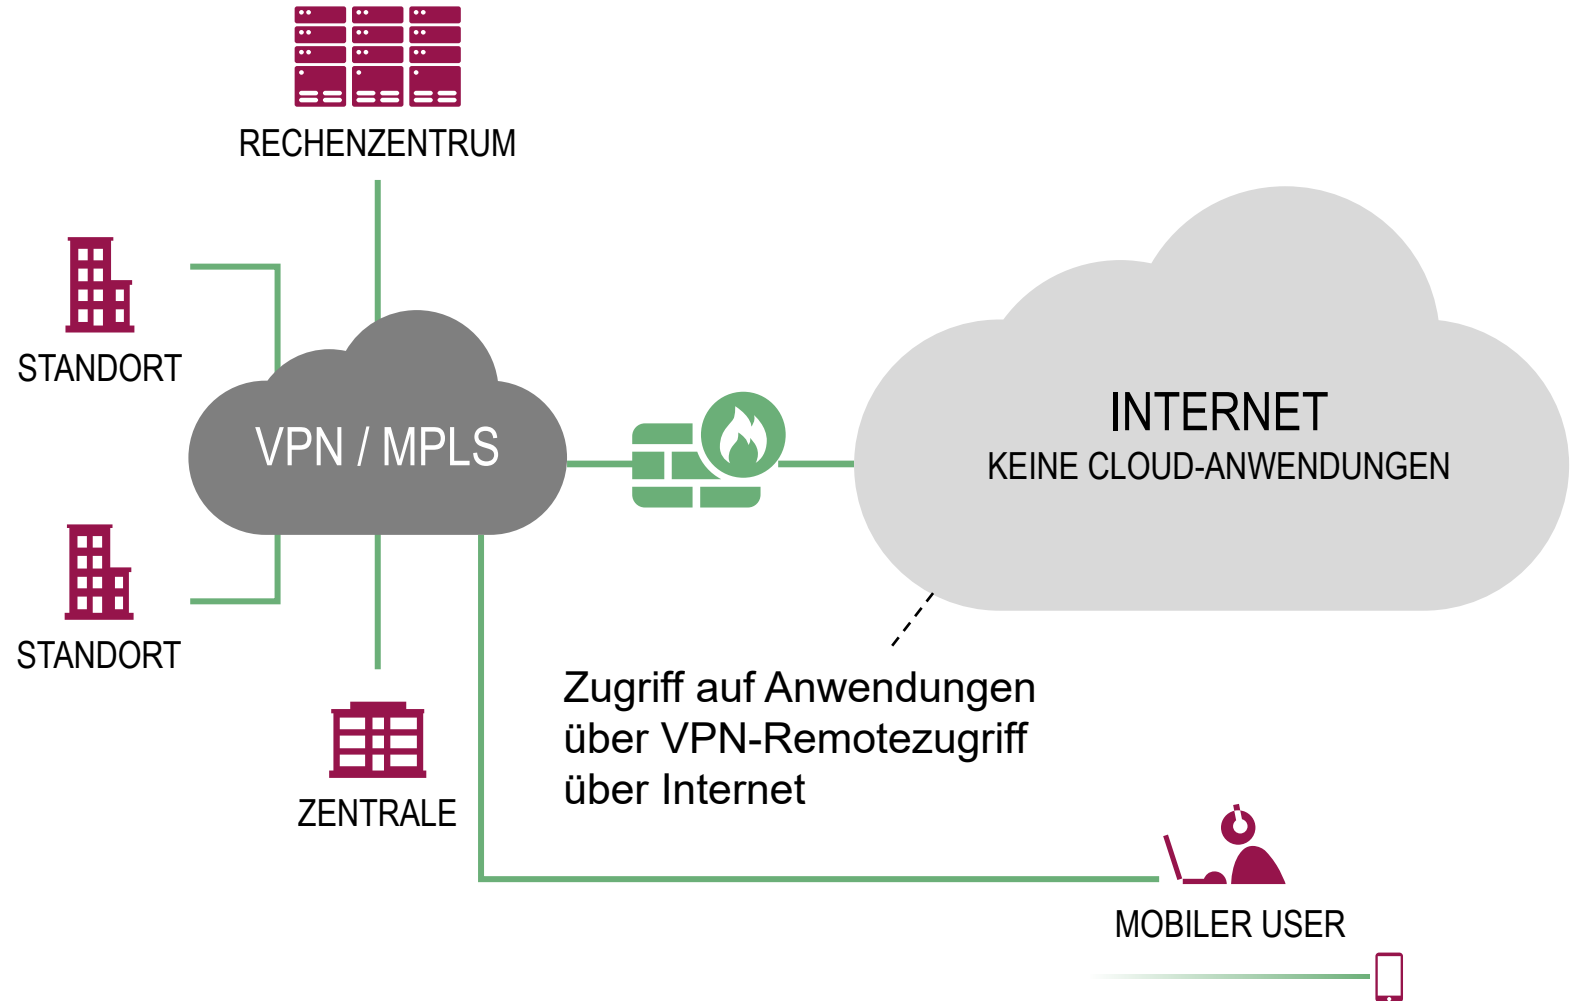 RECHENZENTRUM
STANDORT
VPN / MPLS
INTERNET
KEINE CLOUD-ANWENDUNGEN
STANDORT
Zugriff auf Anwendungen
über VPN-Remotezugriff
über Internet
ZENTRALE
MOBILER USER